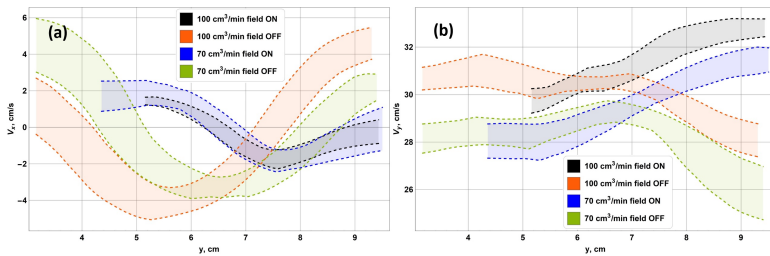 (a)
100 cm³/min field ON
100 cm³/min field OFF
70 cm³/min field ON
70 cm³/min field OFF
6
4
2
0
−2
−4
Vx, cm/s
4
5
6
7
8
9
y, cm
(b)
32
30
28
26
Vy, cm/s
100 cm³/min field ON
100 cm³/min field OFF
70 cm³/min field ON
70 cm³/min field OFF
4
5
6
7
8
9
y, cm